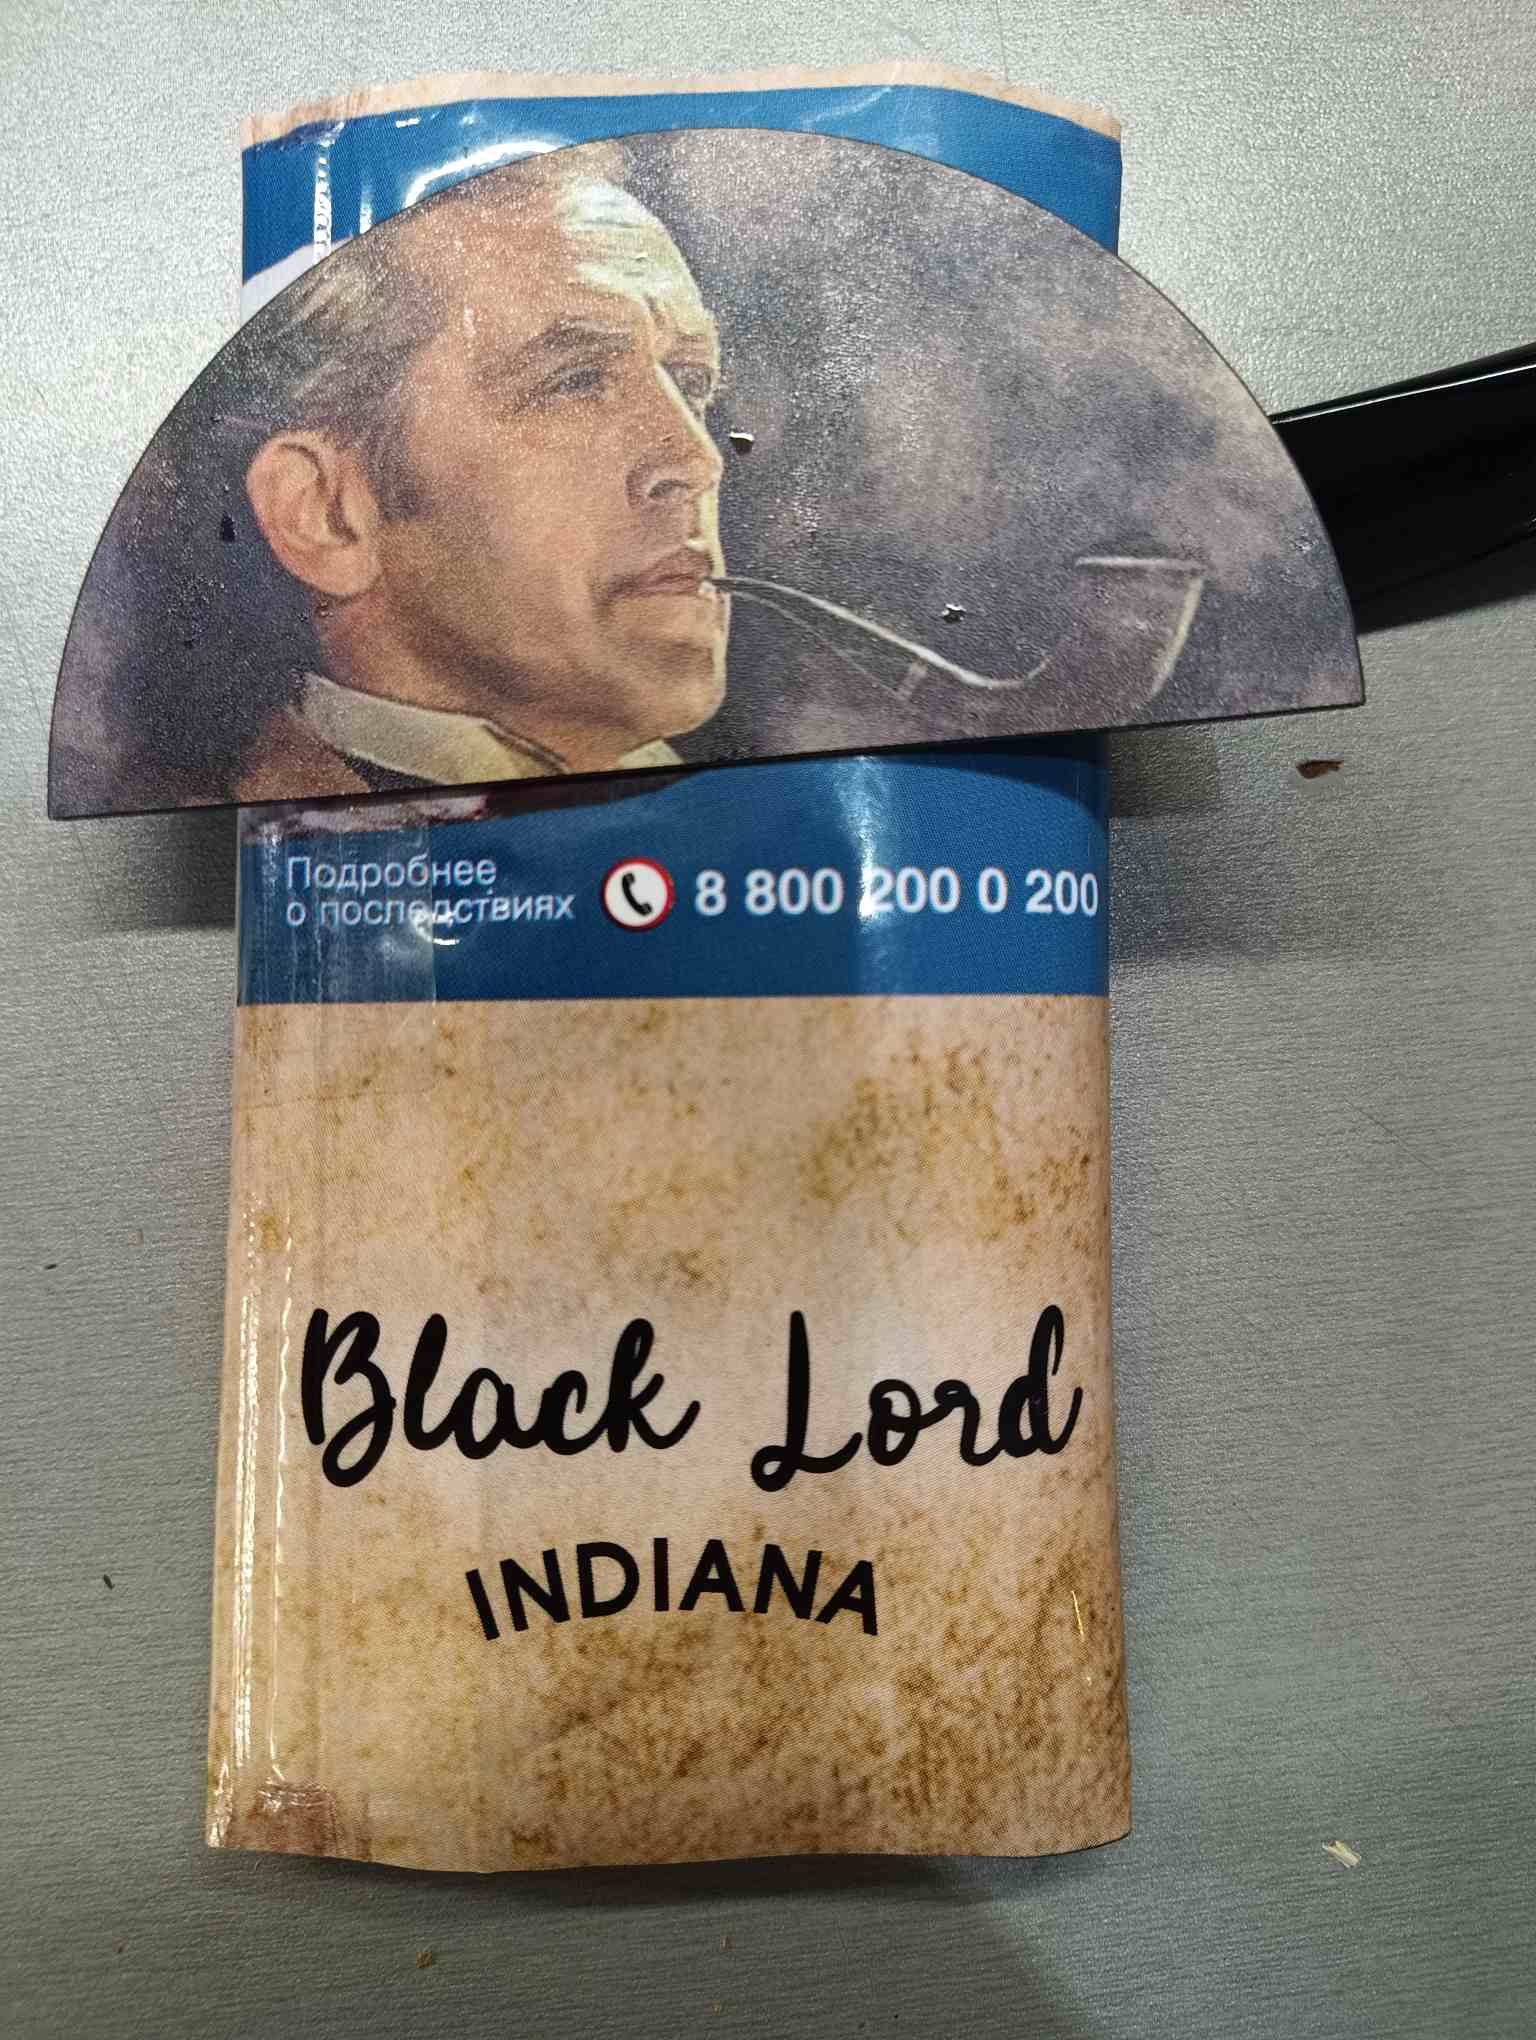 Подробнее
о последствиях
8 800 200 0 200
Black Lord
INDIANA